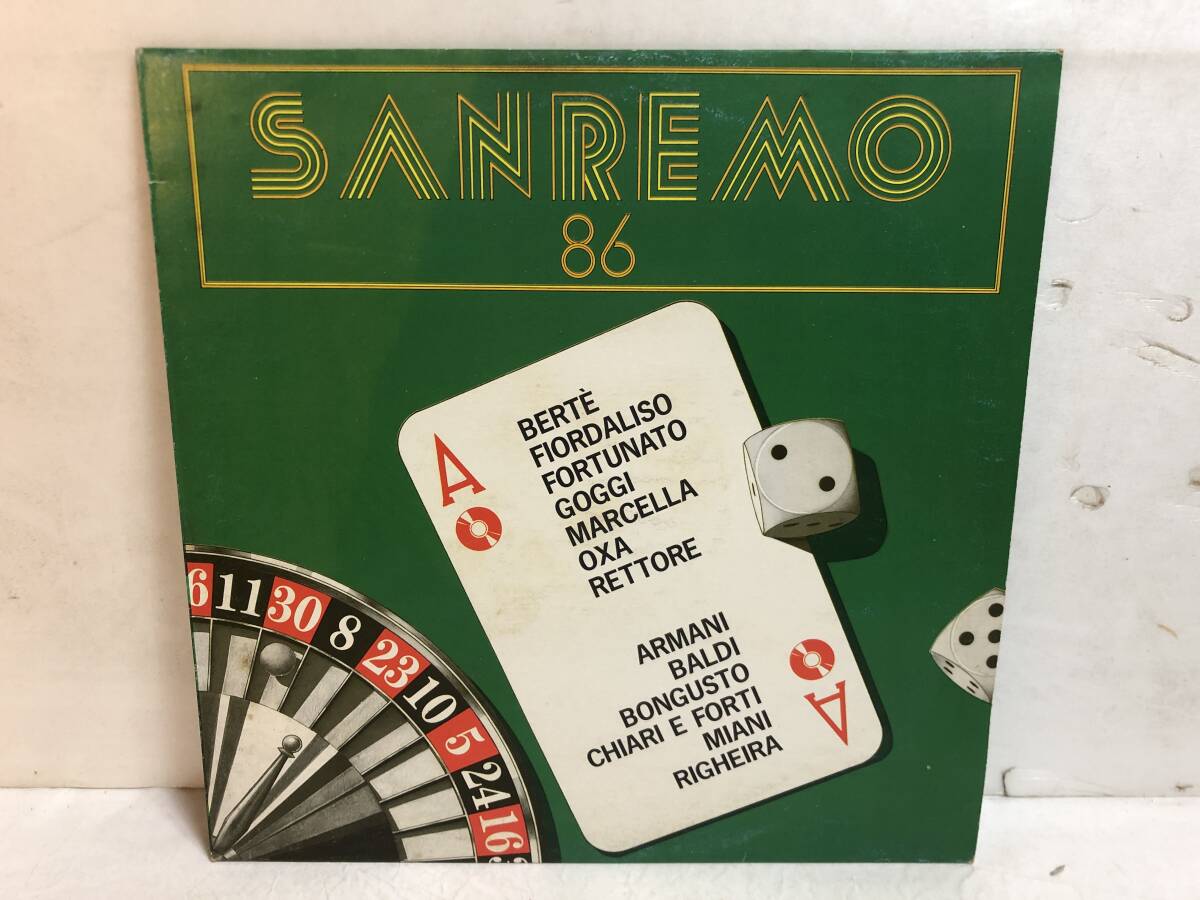 SANREMO
86
A
BERTÈ
FIORDALISO
FORTUNATO
GOGGI
MARCELLA
OXA
RETTORE
ARMANI
BALDI
BONGUSTO
CHIARI E FORTI
MIANI
RIGHEIRA
A
6 11 30 8 23 10 5 24 16